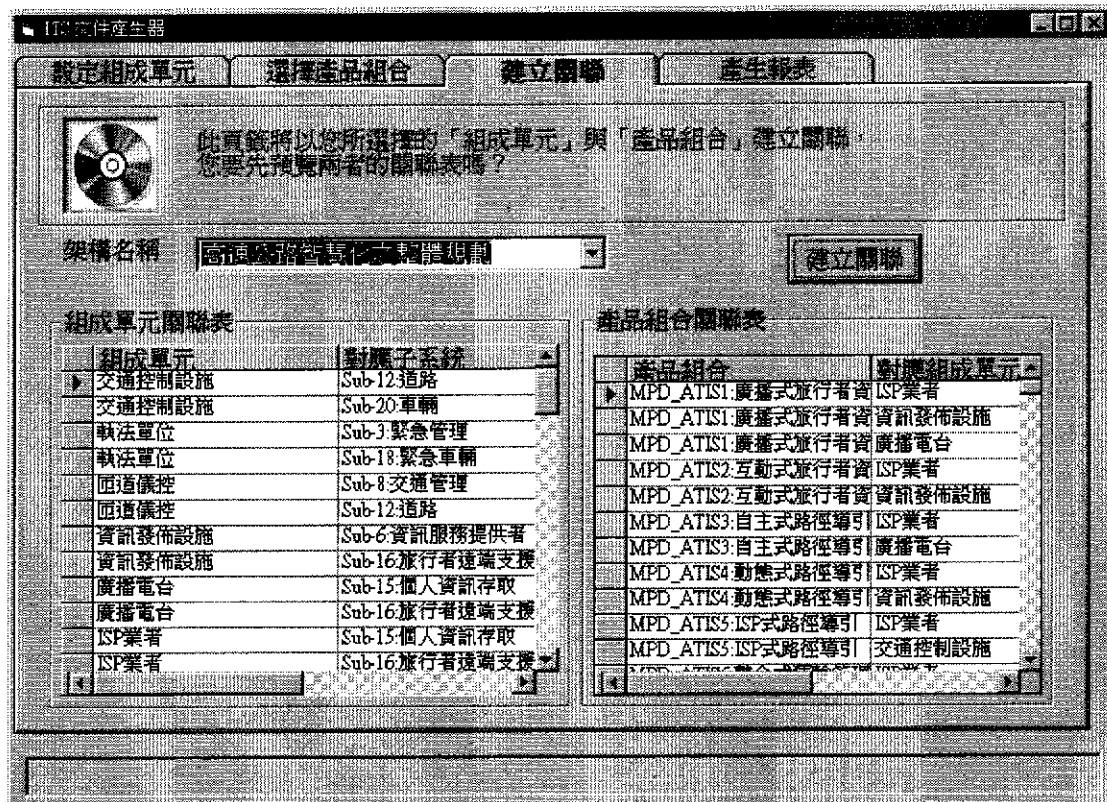 ITS文件產生器
設定組成單元 選擇產品組合 建立關聯 產生報表
此頁籤將以您所選擇的「組成單元」與「產品組合」建立關聯，
您要先預覽兩者的關聯表嗎？
架構名稱 高速公路智慧化之整體規劃 建立關聯
組成單元關聯表
組成單元 對應子系統
交通控制設施 Sub-12:道路
交通控制設施 Sub-20:車輛
執法單位 Sub-3:緊急管理
執法單位 Sub-18:緊急車輛
匝道儀控 Sub-8:交通管理
匝道儀控 Sub-12:道路
資訊發佈設施 Sub-6:資訊服務提供者
資訊發佈設施 Sub-16:旅行者遠端支援
廣播電台 Sub-15:個人資訊存取
廣播電台 Sub-16:旅行者遠端支援
ISP業者 Sub-15:個人資訊存取
ISP業者 Sub-16:旅行者遠端支援
產品組合關聯表
產品組合 對應組成單元
MPD_ATIS1:廣播式旅行者資 ISP業者
MPD_ATIS1:廣播式旅行者資 資訊發佈設施
MPD_ATIS1:廣播式旅行者資 廣播電台
MPD_ATIS2:互動式旅行者資 ISP業者
MPD_ATIS2:互動式旅行者資 資訊發佈設施
MPD_ATIS3:自主式路徑導引 ISP業者
MPD_ATIS3:自主式路徑導引 廣播電台
MPD_ATIS4:動態式路徑導引 ISP業者
MPD_ATIS4:動態式路徑導引 資訊發佈設施
MPD_ATIS5:ISP式路徑導引 ISP業者
MPD_ATIS5:ISP式路徑導引 交通控制設施